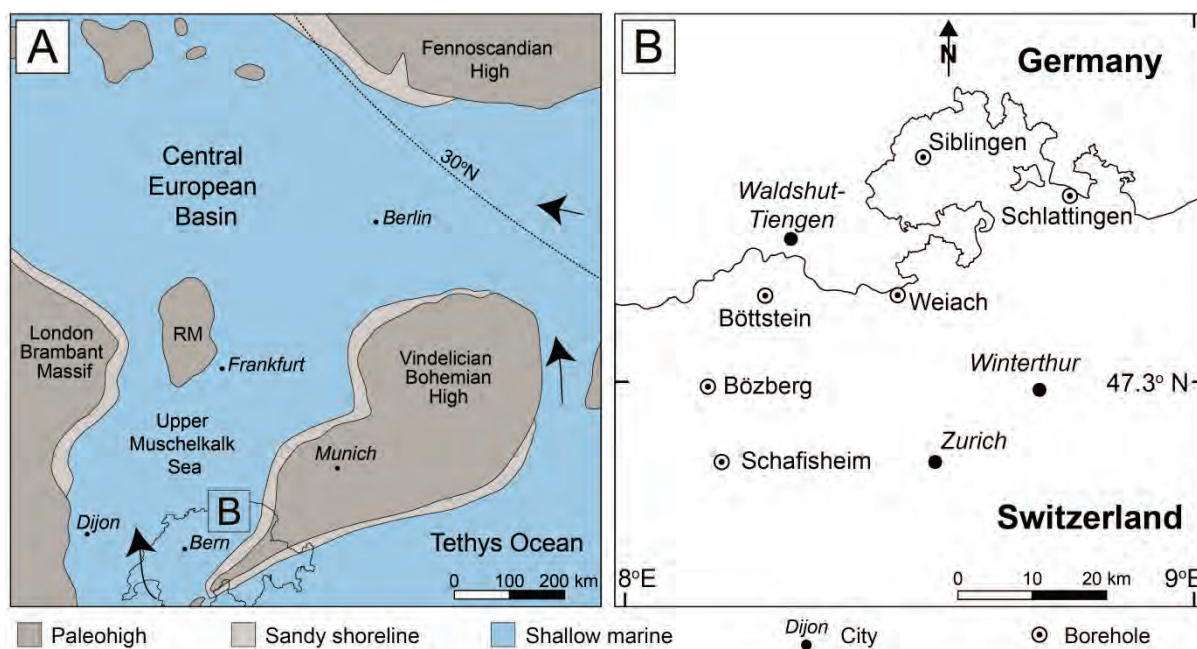 A
Fennoscandian
High
Central
European
Basin
30°N
Berlin
London
Brambant
Massif
RM
Frankfurt
Vindelician
Bohemian
High
Upper
Muschelkalk
Sea
Munich
B
Dijon
Bern
Tethys Ocean
0 100 200 km
B
N
Germany
Siblingen
Waldshut-
Tiengen
Schlattingen
Böttstein
Weiach
Winterthur
47.3° N
Bözberg
Zurich
Schafisheim
Switzerland
8°E
0 10 20 km
9°E
Paleohigh
Sandy shoreline
Shallow marine
Dijon
City
Borehole